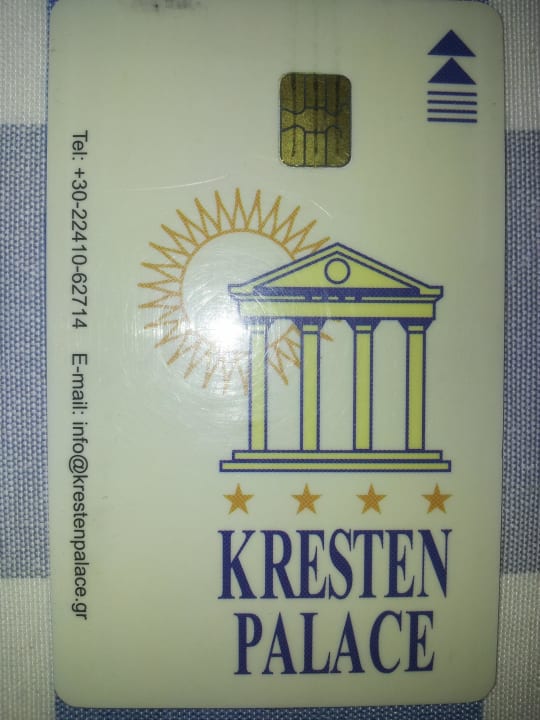 Tel: +30-22410-62714 E-mail: info@krestenpalace.gr
KRESTEN
PALACE